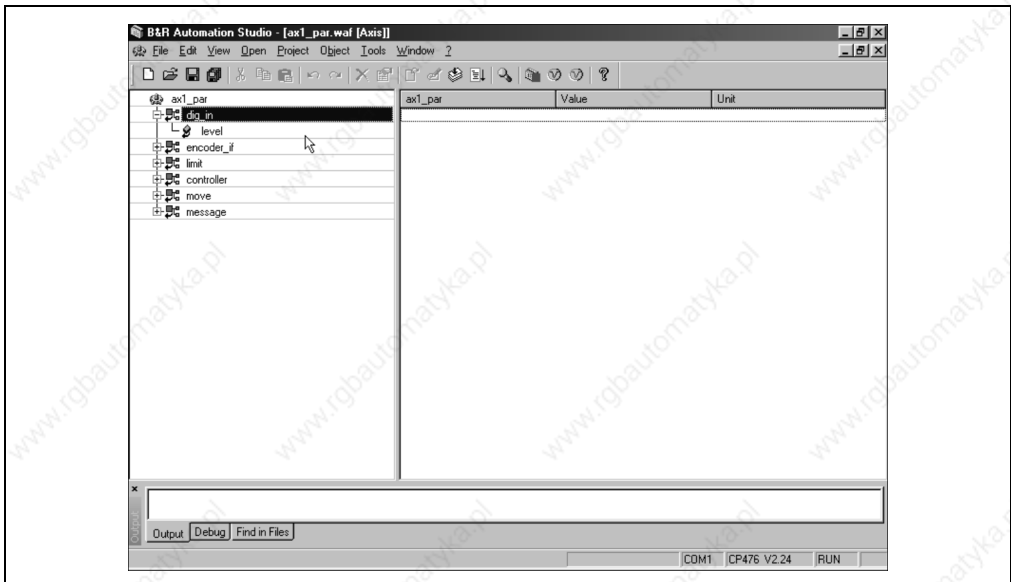 B&R Automation Studio - [ax1_par.waf [Axis]]
File Edit View Open Project Object Tools Window ?
ax1_par
dig_in
level
encoder_if
limit
controller
move
message
ax1_par Value Unit
Output
Output Debug Find in Files
COM1 CP476 V2.24 RUN
www.rgbautomatyka.pl